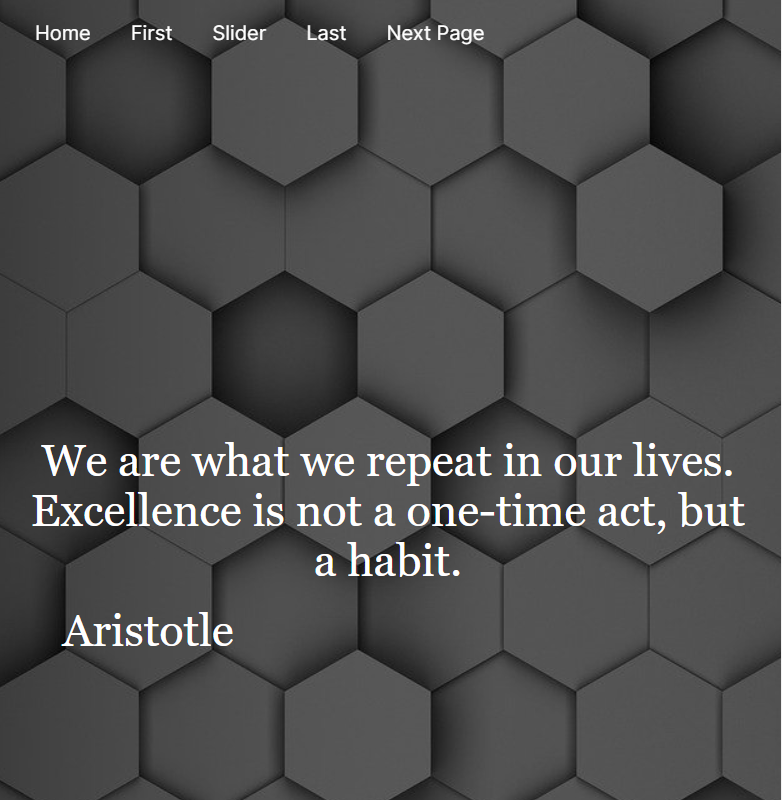 Home First Slider Last Next Page
We are what we repeat in our lives.
Excellence is not a one-time act, but
a habit.
Aristotle